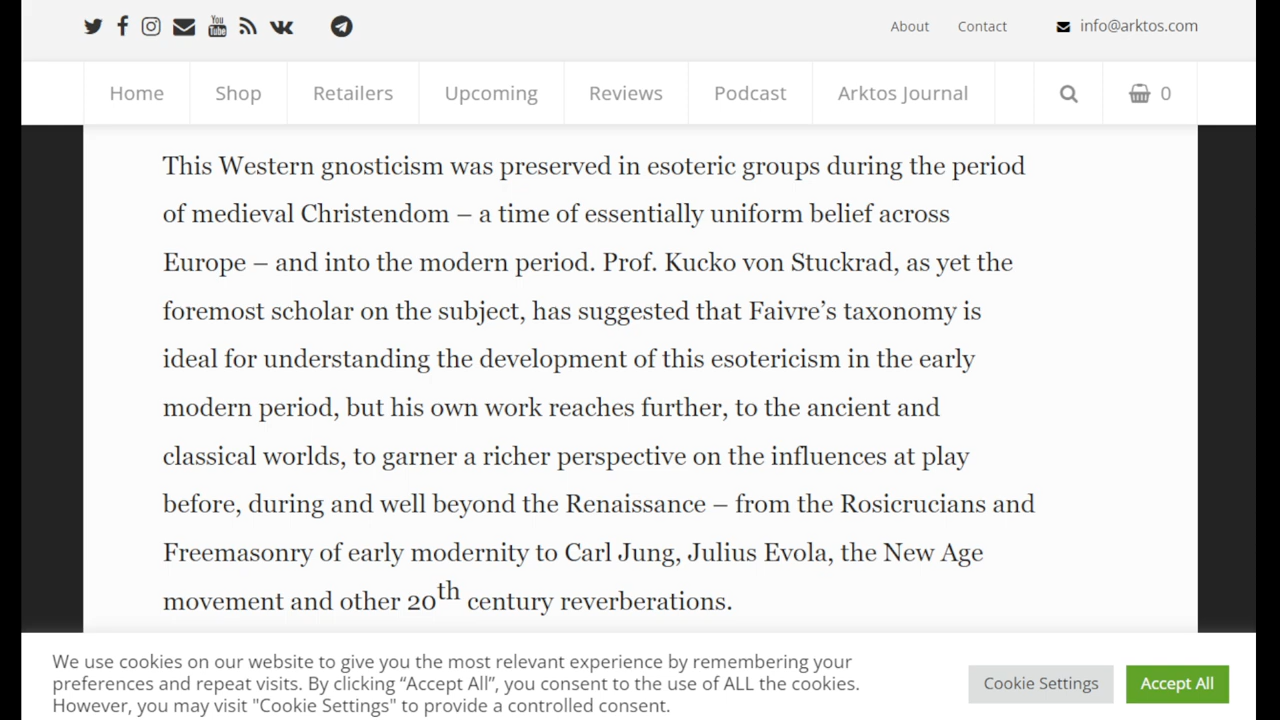 You Tube
About Contact info@arktos.com
Home Shop Retailers Upcoming Reviews Podcast Arktos Journal 0
This Western gnosticism was preserved in esoteric groups during the period
of medieval Christendom – a time of essentially uniform belief across
Europe – and into the modern period. Prof. Kucko von Stuckrad, as yet the
foremost scholar on the subject, has suggested that Faivre’s taxonomy is
ideal for understanding the development of this esotericism in the early
modern period, but his own work reaches further, to the ancient and
classical worlds, to garner a richer perspective on the influences at play
before, during and well beyond the Renaissance – from the Rosicrucians and
Freemasonry of early modernity to Carl Jung, Julius Evola, the New Age
movement and other 20th century reverberations.
We use cookies on our website to give you the most relevant experience by remembering your
preferences and repeat visits. By clicking “Accept All”, you consent to the use of ALL the cookies.
However, you may visit "Cookie Settings" to provide a controlled consent.
Cookie Settings Accept All